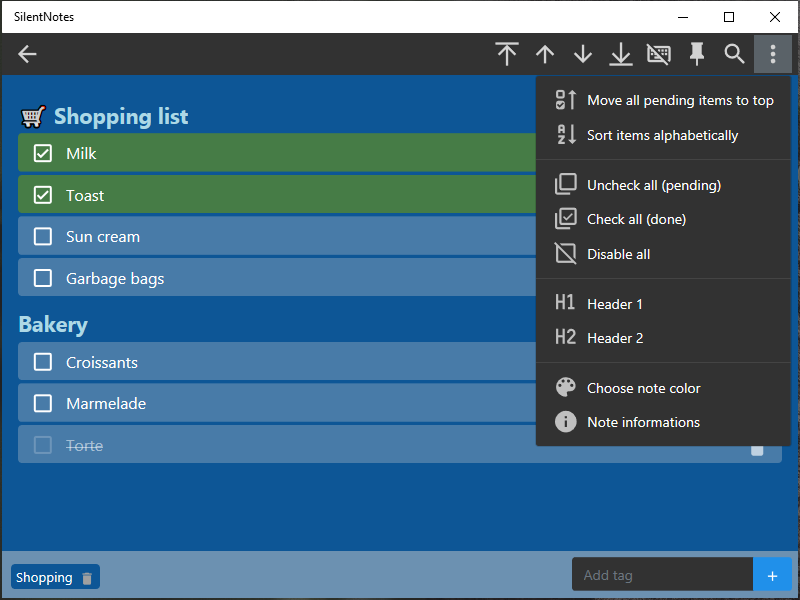 SilentNotes
Shopping list
Milk
Toast
Sun cream
Garbage bags
Bakery
Croissants
Marmelade
Torte
Move all pending items to top
Sort items alphabetically
Uncheck all (pending)
Check all (done)
Disable all
H1 Header 1
H2 Header 2
Choose note color
Note informations
Shopping
Add tag
+